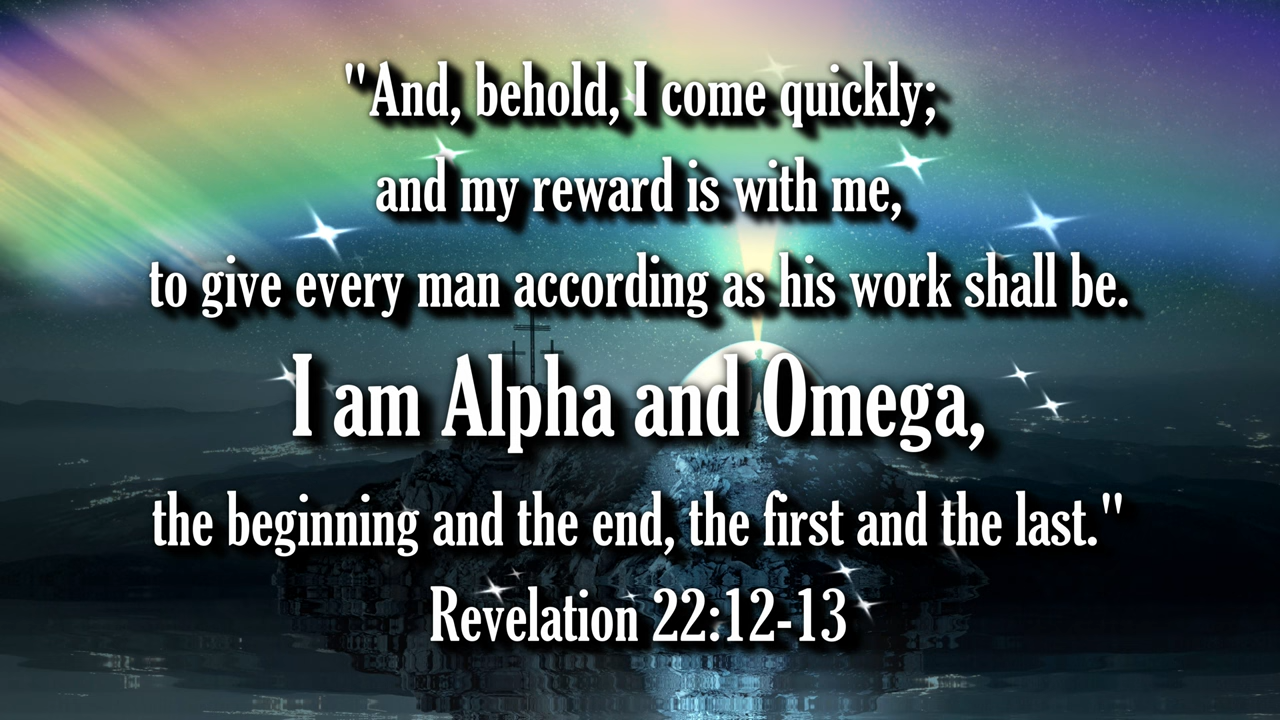 "And, behold, I come quickly;
and my reward is with me,
to give every man according as his work shall be.
I am Alpha and Omega,
the beginning and the end, the first and the last."
Revelation 22:12-13